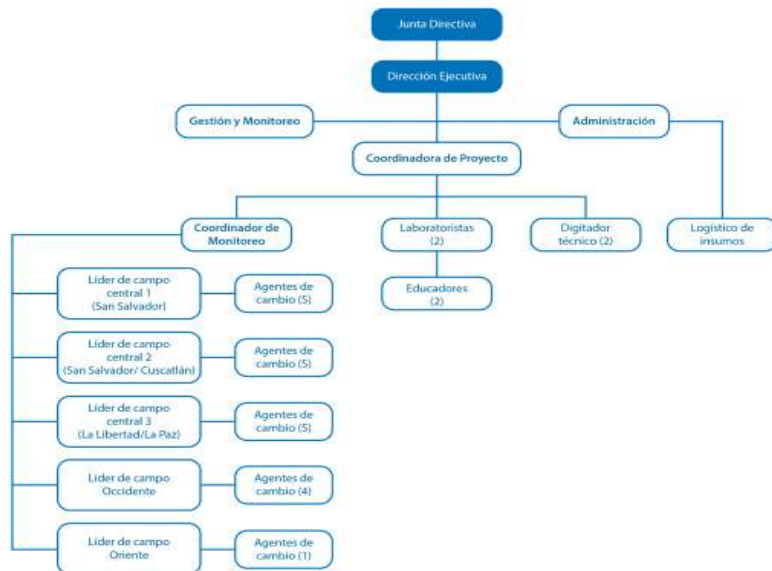 Junta Directiva
Dirección Ejecutiva
Gestión y Monitoreo
Administración
Coordinadora de Proyecto
Coordinador de
Monitoreo
Laboratoristas
(2)
Digitador
técnico (2)
Logístico de
insumos
Educadores
(2)
Líder de campo
central 1
(San Salvador)
Agentes de
cambio (5)
Líder de campo
central 2
(San Salvador/ Cuscatlán)
Agentes de
cambio (5)
Líder de campo
central 3
(La Libertad/La Paz)
Agentes de
cambio (5)
Líder de campo
Occidente
Agentes de
cambio (4)
Líder de campo
Oriente
Agentes de
cambio (1)